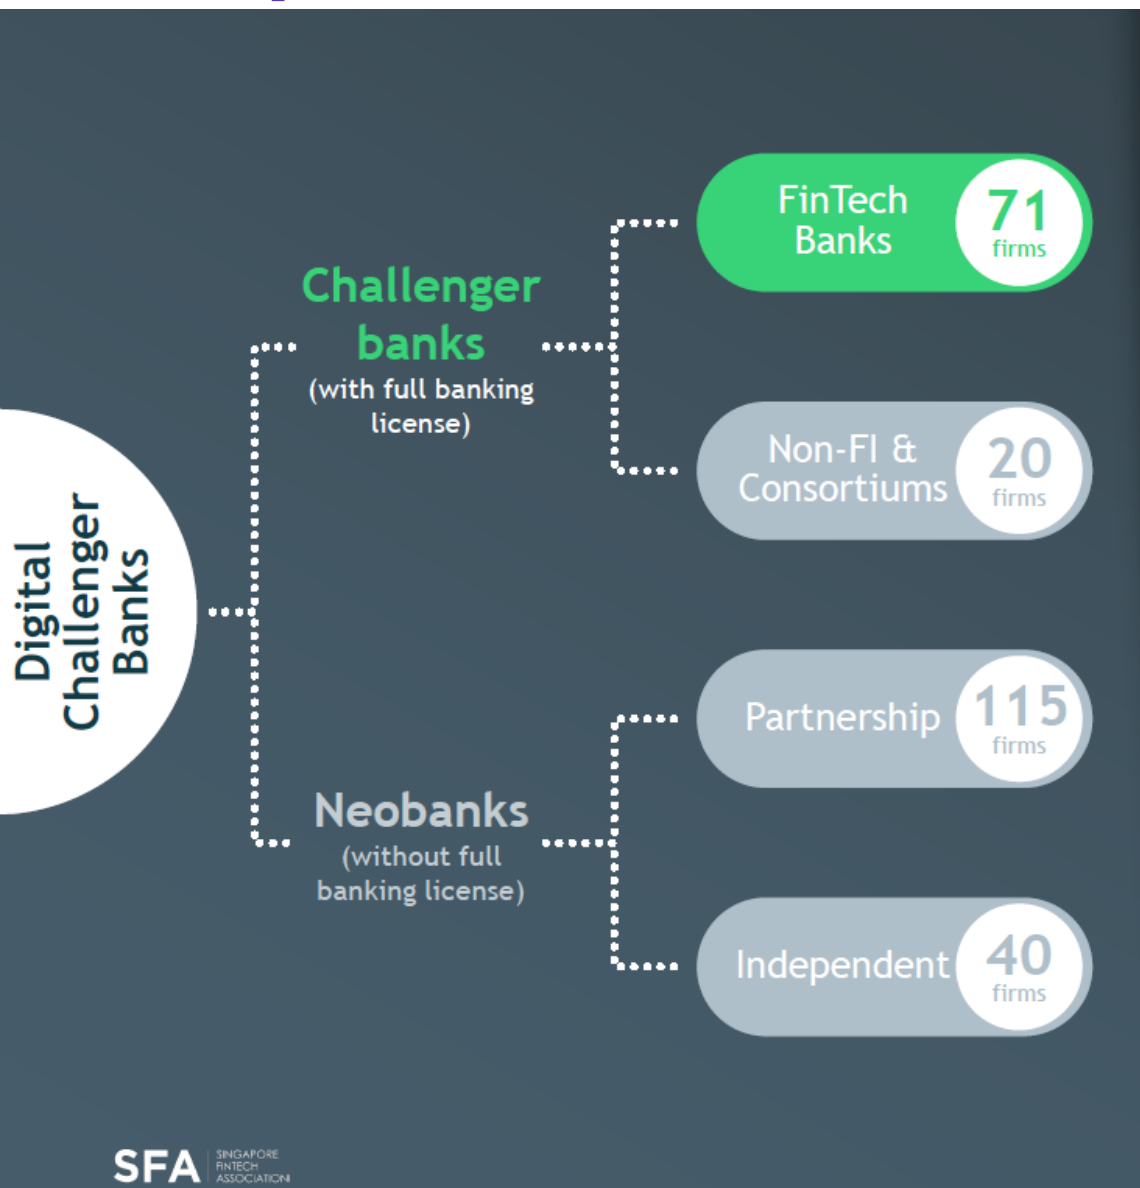 Digital
Challenger
Banks
Challenger
banks
(with full banking
license)
FinTech
Banks
71
firms
Non-FI &
Consortiums
20
firms
Neobanks
(without full
banking license)
Partnership
115
firms
Independent
40
firms
SFA
SINGAPORE
FINTECH
ASSOCIATION